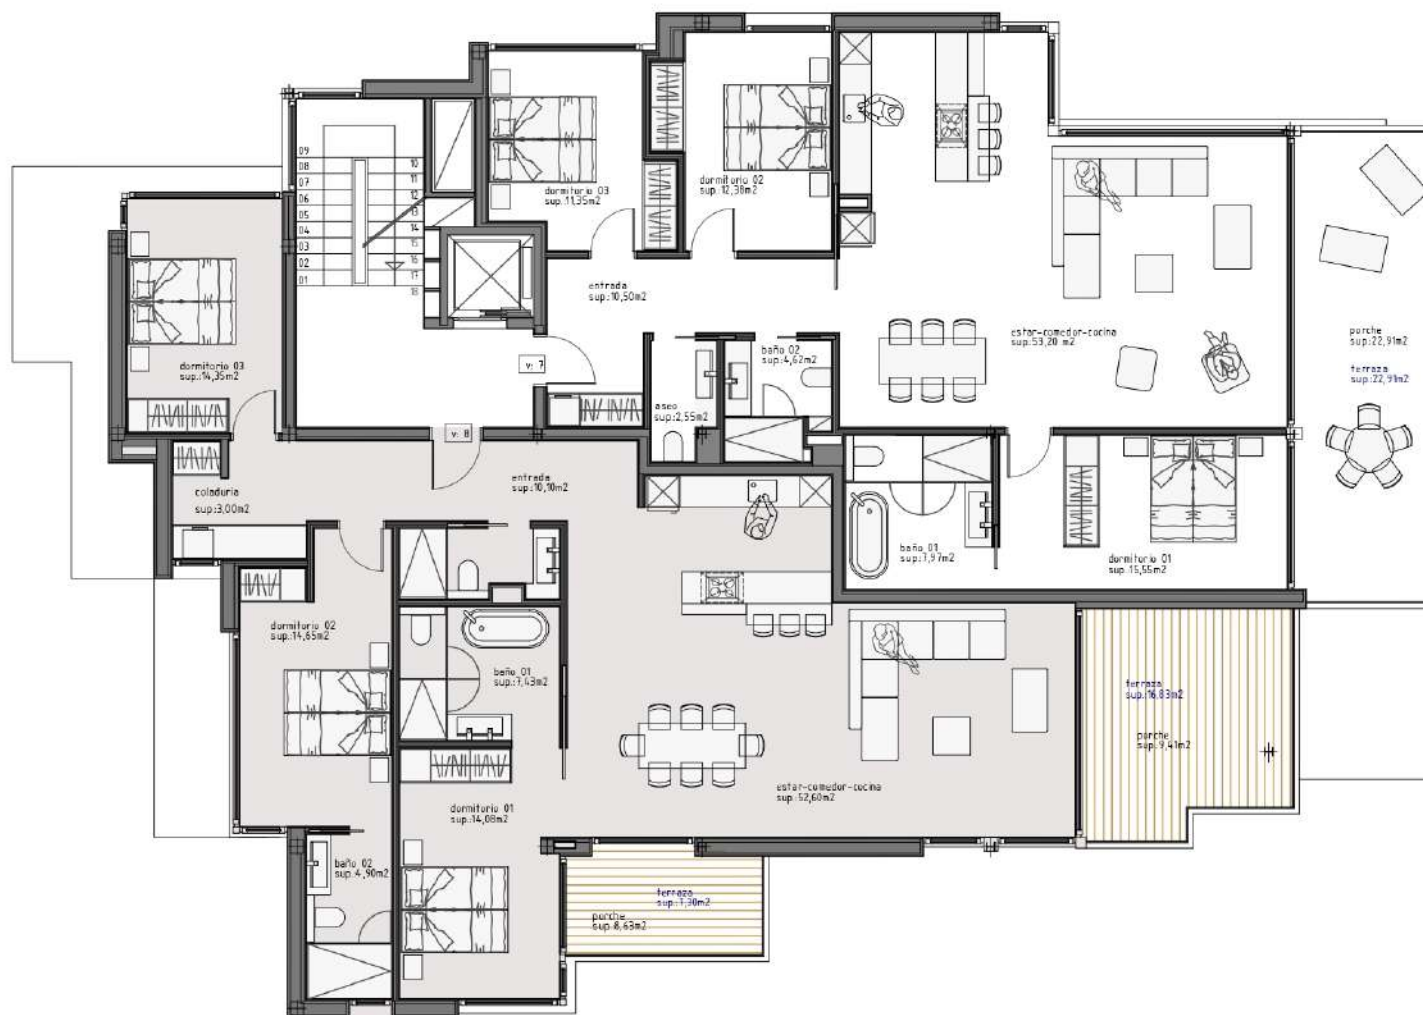 09
08
07
06
05
04
03
02
01
10
11
12
13
14
15
16
17
18
dormitorio 03
sup.:11,35m2
dormitorio 02
sup.:12,38m2
entrada
sup.:10,50m2
estar-comedor-cocina
sup.:53,20 m2
porche
sup.:22,91m2
terraza
sup.:22,91m2
dormitorio 03
sup.:14,35m2
v: 7
baño 02
sup.:4,62m2
aseo
sup.:2,55m2
v: 8
coladuria
sup.:3,00m2
entrada
sup.:10,10m2
baño 01
sup.:7,97m2
dormitorio 01
sup.:15,55m2
dormitorio 02
sup.:14,65m2
baño 01
sup.:7,43m2
terraza
sup.:16,83m2
porche
sup.:9,41m2
estar-comedor-cocina
sup.:52,60m2
dormitorio 01
sup.:14,08m2
baño 02
sup.:4,90m2
terraza
sup.:7,30m2
porche
sup.:8,63m2